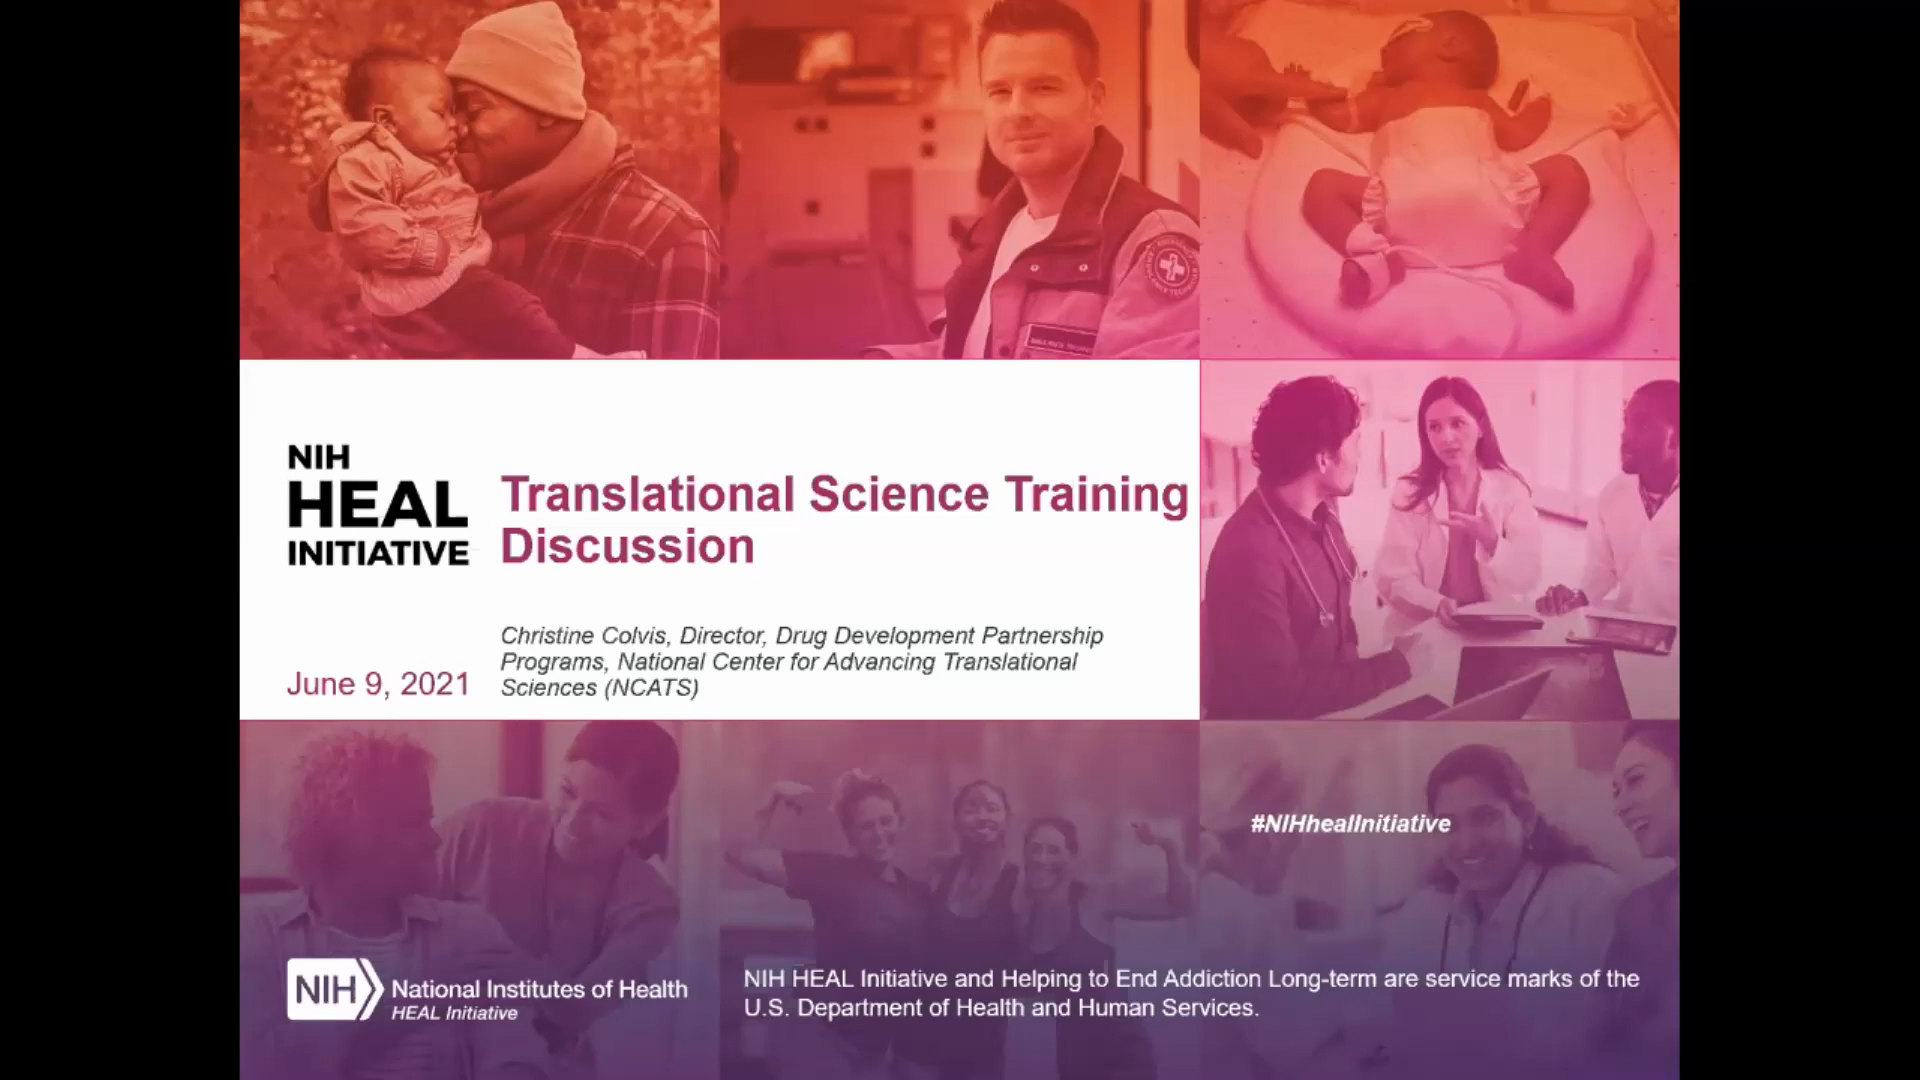 NIH
HEAL
INITIATIVE
Translational Science Training
Discussion
June 9, 2021
Christine Colvis, Director, Drug Development Partnership
Programs, National Center for Advancing Translational
Sciences (NCATS)
#NIHhealInitiative
NIH
National Institutes of Health
HEAL Initiative
NIH HEAL Initiative and Helping to End Addiction Long-term are service marks of the
U.S. Department of Health and Human Services.